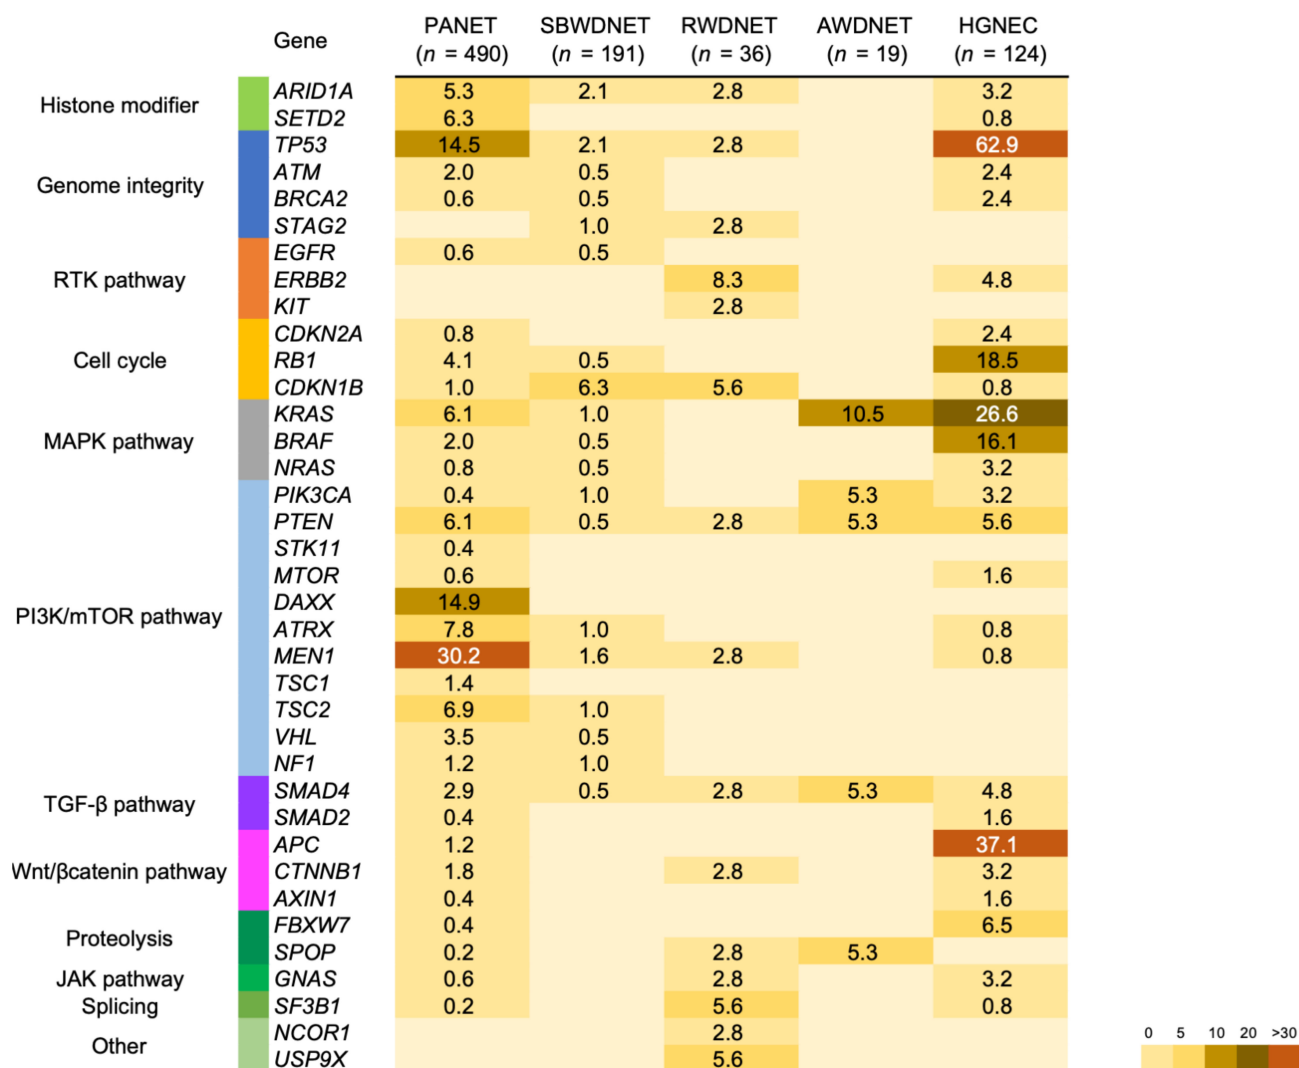 Gene PANET SBWDNET RWDNET AWDNET HGNEC
(n = 490) (n = 191) (n = 36) (n = 19) (n = 124)
Histone modifier
ARID1A 5.3 2.1 2.8 3.2
SETD2 6.3 0.8
Genome integrity
TP53 14.5 2.1 2.8 62.9
ATM 2.0 0.5 2.4
BRCA2 0.6 0.5 2.4
STAG2 1.0 2.8
RTK pathway
EGFR 0.6 0.5
ERBB2 8.3 4.8
KIT 2.8
Cell cycle
CDKN2A 0.8 2.4
RB1 4.1 0.5 18.5
CDKN1B 1.0 6.3 5.6 0.8
MAPK pathway
KRAS 6.1 1.0 10.5 26.6
BRAF 2.0 0.5 16.1
NRAS 0.8 0.5 3.2
PI3K/mTOR pathway
PIK3CA 0.4 1.0 5.3 3.2
PTEN 6.1 0.5 2.8 5.3 5.6
STK11 0.4
MTOR 0.6 1.6
DAXX 14.9
ATRX 7.8 1.0 0.8
MEN1 30.2 1.6 2.8 0.8
TSC1 1.4
TSC2 6.9 1.0
VHL 3.5 0.5
NF1 1.2 1.0
TGF-β pathway
SMAD4 2.9 0.5 2.8 5.3 4.8
SMAD2 0.4 1.6
Wnt/βcatenin pathway
APC 1.2 37.1
CTNNB1 1.8 2.8 3.2
AXIN1 0.4 1.6
Proteolysis
FBXW7 0.4 6.5
SPOP 0.2 2.8 5.3
JAK pathway
GNAS 0.6 2.8 3.2
Splicing
SF3B1 0.2 5.6 0.8
Other
NCOR1 2.8
USP9X 5.6
0 5 10 20 >30